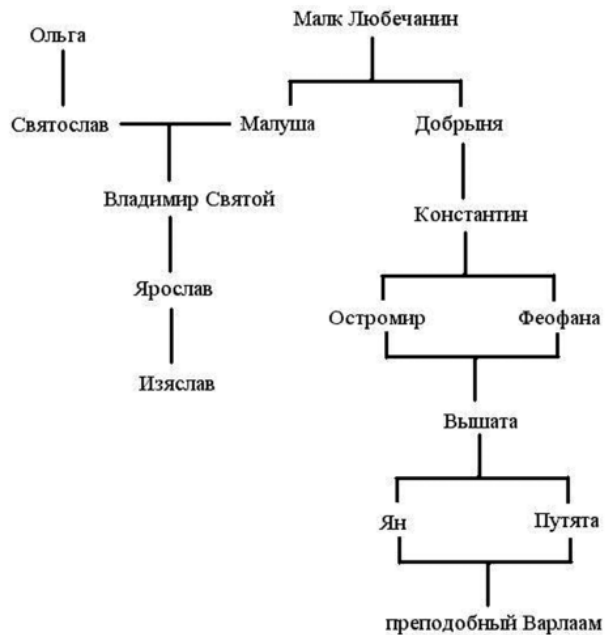 Малк Любечанин
Ольга
Святослав
Малуша
Добрыня
Владимир Святой
Константин
Ярослав
Остромир
Феофана
Изяслав
Вышата
Ян
Путята
преподобный Варлаам